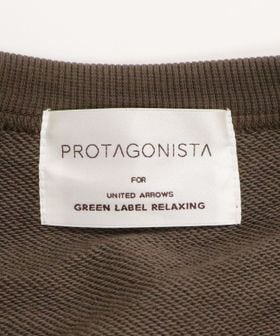 PROTAGONISTA
FOR
UNITED ARROWS
GREEN LABEL RELAXING